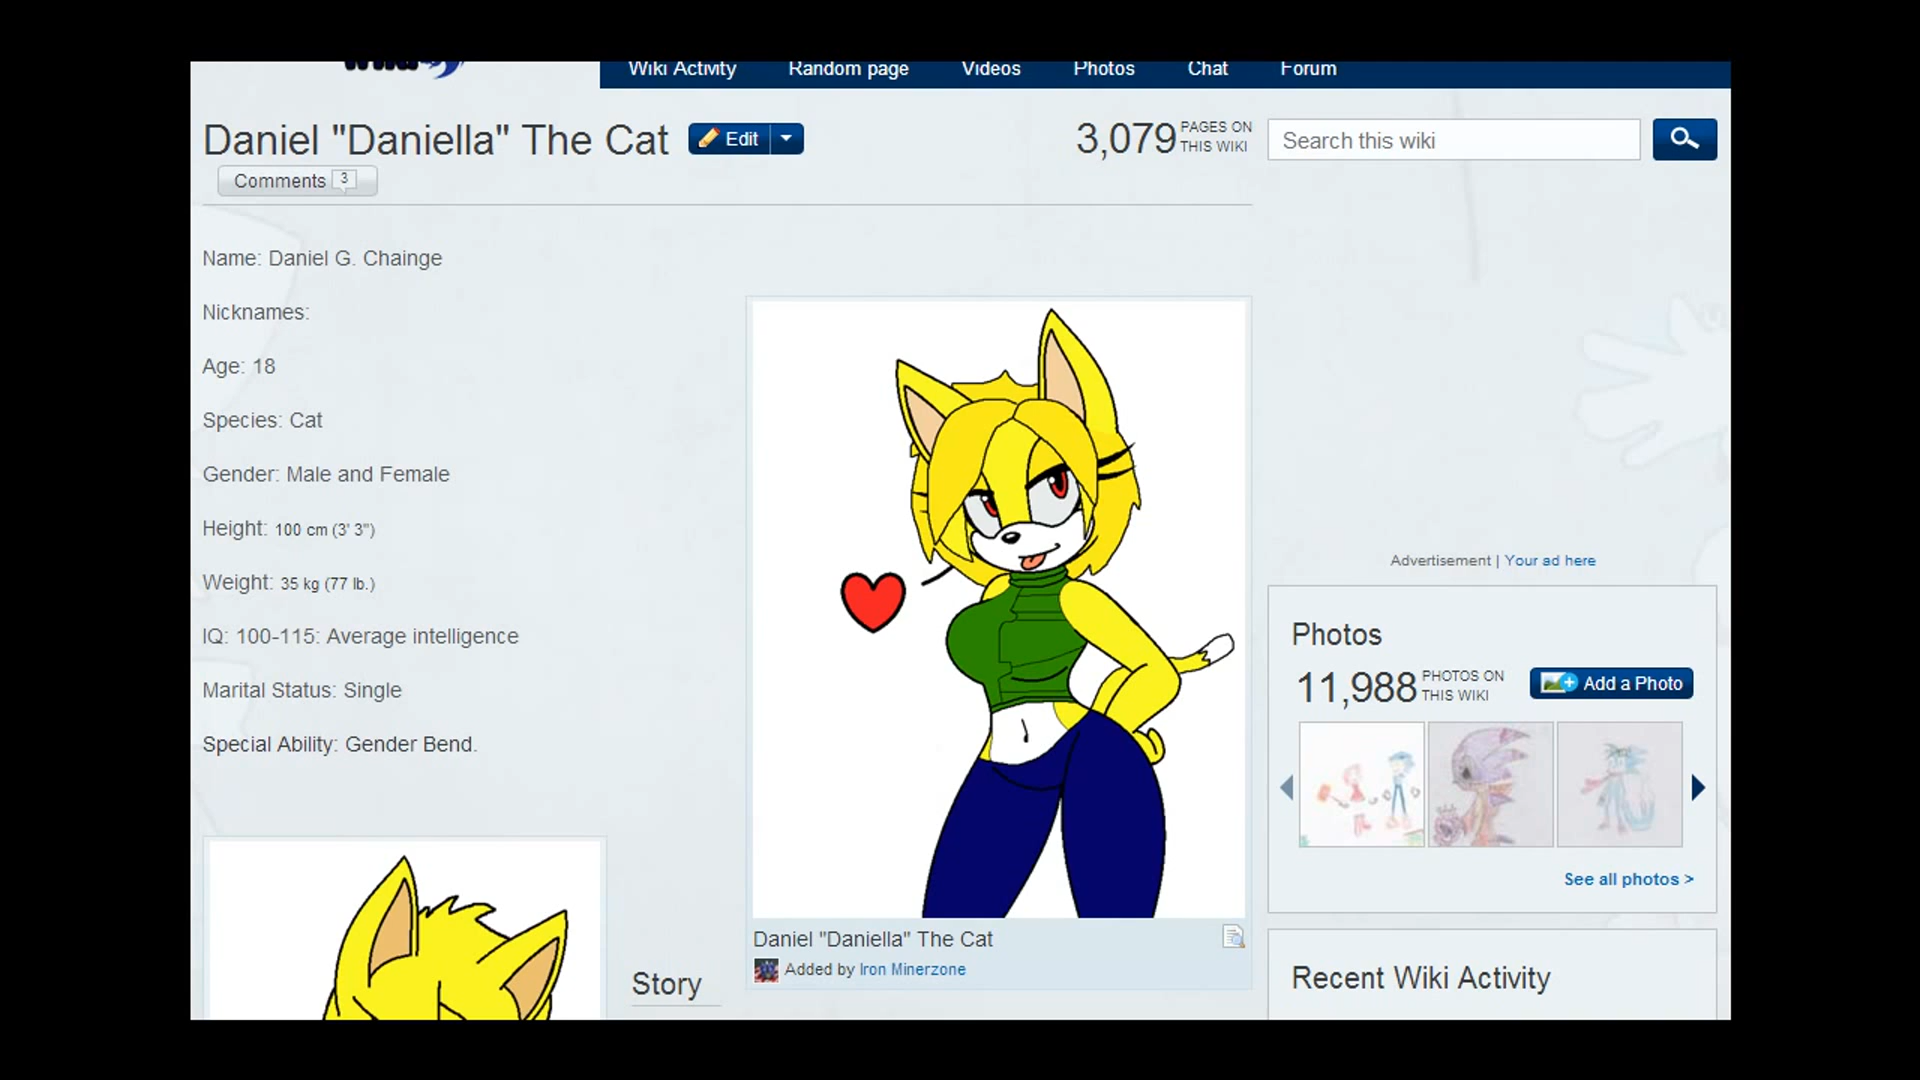 Wiki Activity Random page Videos Photos Chat Forum
Daniel "Daniella" The Cat Edit
3,079 PAGES ON THIS WIKI
Search this wiki
Comments 3
Name: Daniel G. Chainge
Nicknames:
Age: 18
Species: Cat
Gender: Male and Female
Height: 100 cm (3' 3")
Weight: 35 kg (77 lb.)
IQ: 100-115: Average intelligence
Marital Status: Single
Special Ability: Gender Bend.
Daniel "Daniella" The Cat
Added by Iron Minerzone
Story
Advertisement | Your ad here
Photos
11,988 PHOTOS ON THIS WIKI
Add a Photo
See all photos >
Recent Wiki Activity